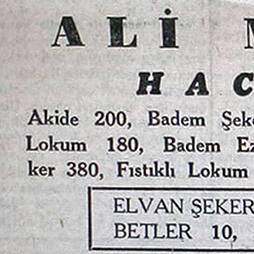 ALİ
HAC
Akide 200, Badem Şek
Lokum 180, Badem Ez
ker 380, Fıstıklı Lokum
ELVAN ŞEKER
BETLER 10,